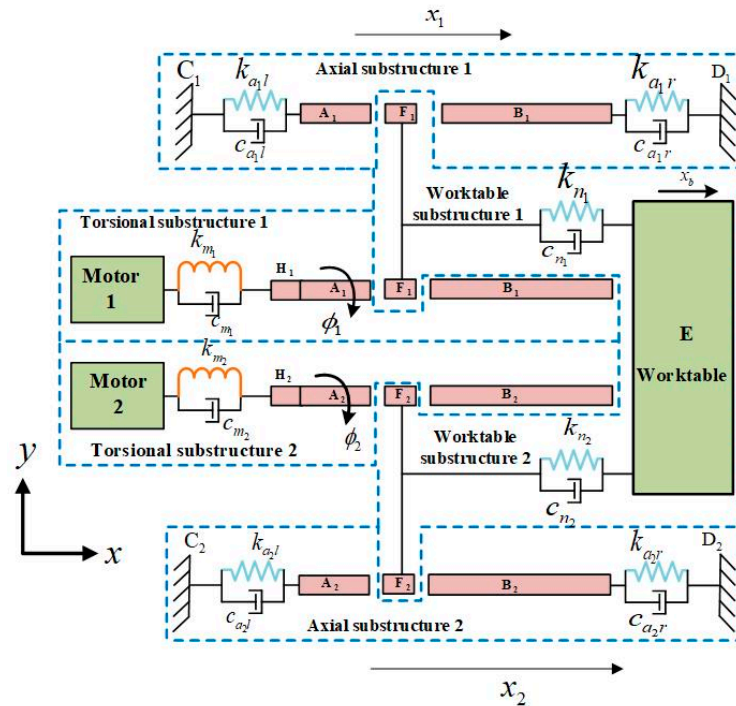 x₁
C₁
Axial substructure 1
D₁
kₐ₁l
kₐ₁r
A₁
F₁
B₁
cₐ₁l
cₐ₁r
x_b
kₙ₁
Worktable
substructure 1
Torsional substructure 1
kₘ₁
cₙ₁
H₁
Motor
1
A₁
F₁
B₁
cₘ₁
ϕ₁
E
Worktable
kₘ₂
H₂
Motor
2
A₂
F₂
B₂
cₘ₂
ϕ₂
kₙ₂
Worktable
substructure 2
Torsional substructure 2
y
cₙ₂
x
C₂
kₐ₂l
kₐ₂r
D₂
A₂
F₂
B₂
cₐ₂l
cₐ₂r
Axial substructure 2
x₂